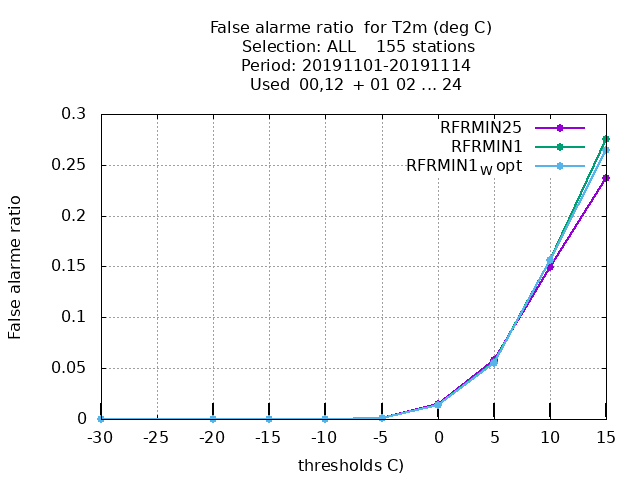 False alarme ratio  for T2m (deg C)
Selection: ALL    155 stations
Period: 20191101-20191114
Used  00,12  + 01 02 ... 24
RFRMIN25
RFRMIN1
RFRMIN1W opt
False alarme ratio
0.3
0.25
0.2
0.15
0.1
0.05
0
-30 -25 -20 -15 -10 -5 0 5 10 15
thresholds C)